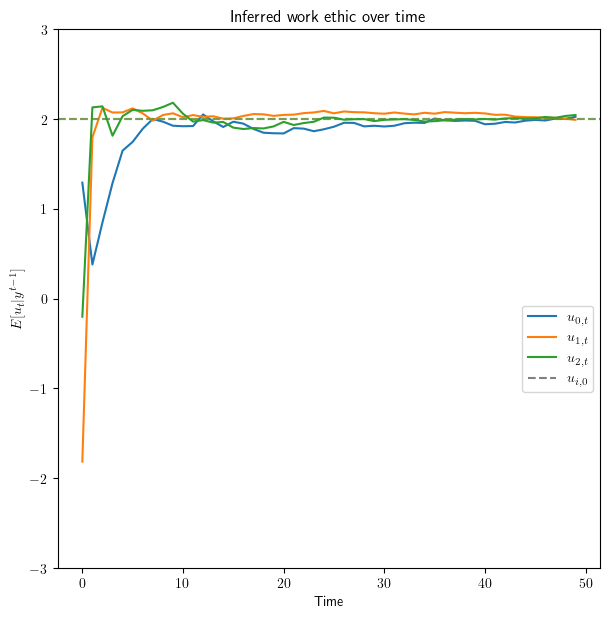 Inferred work ethic over time
3
2
1
0
−1
−2
−3
E[u_t|y^{t−1}]
u_{0,t}
u_{1,t}
u_{2,t}
u_{i,0}
0 10 20 30 40 50
Time